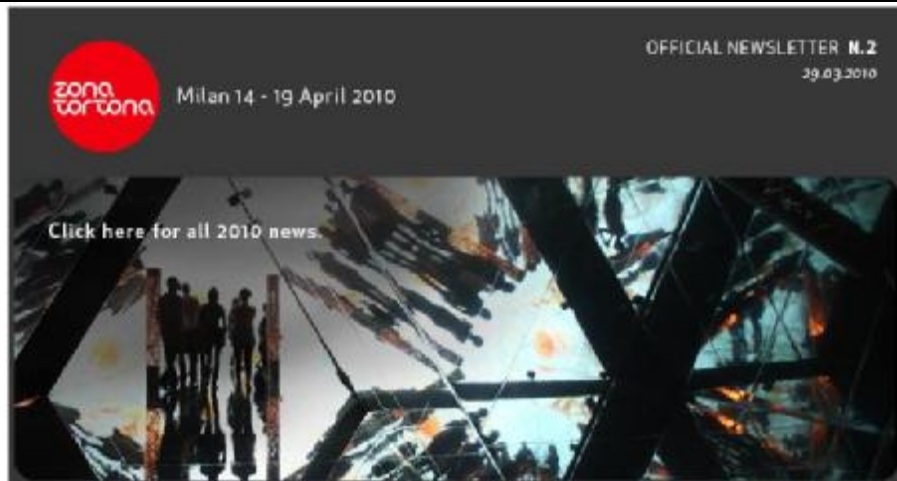 OFFICIAL NEWSLETTER N.2
29.03.2010
zona
tortona
Milan 14 - 19 April 2010
Click here for all 2010 news.